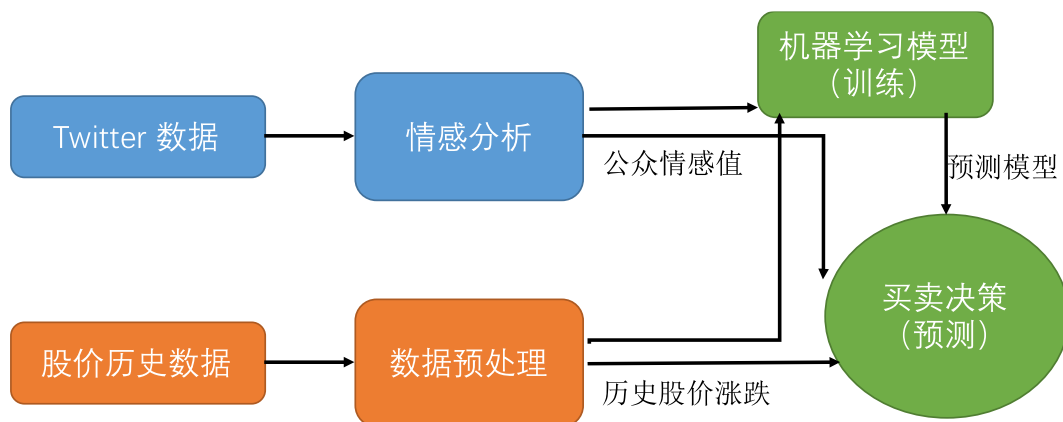 机器学习模型
（训练）
Twitter 数据
情感分析
公众情感值
预测模型
买卖决策
（预测）
股价历史数据
数据预处理
历史股价涨跌